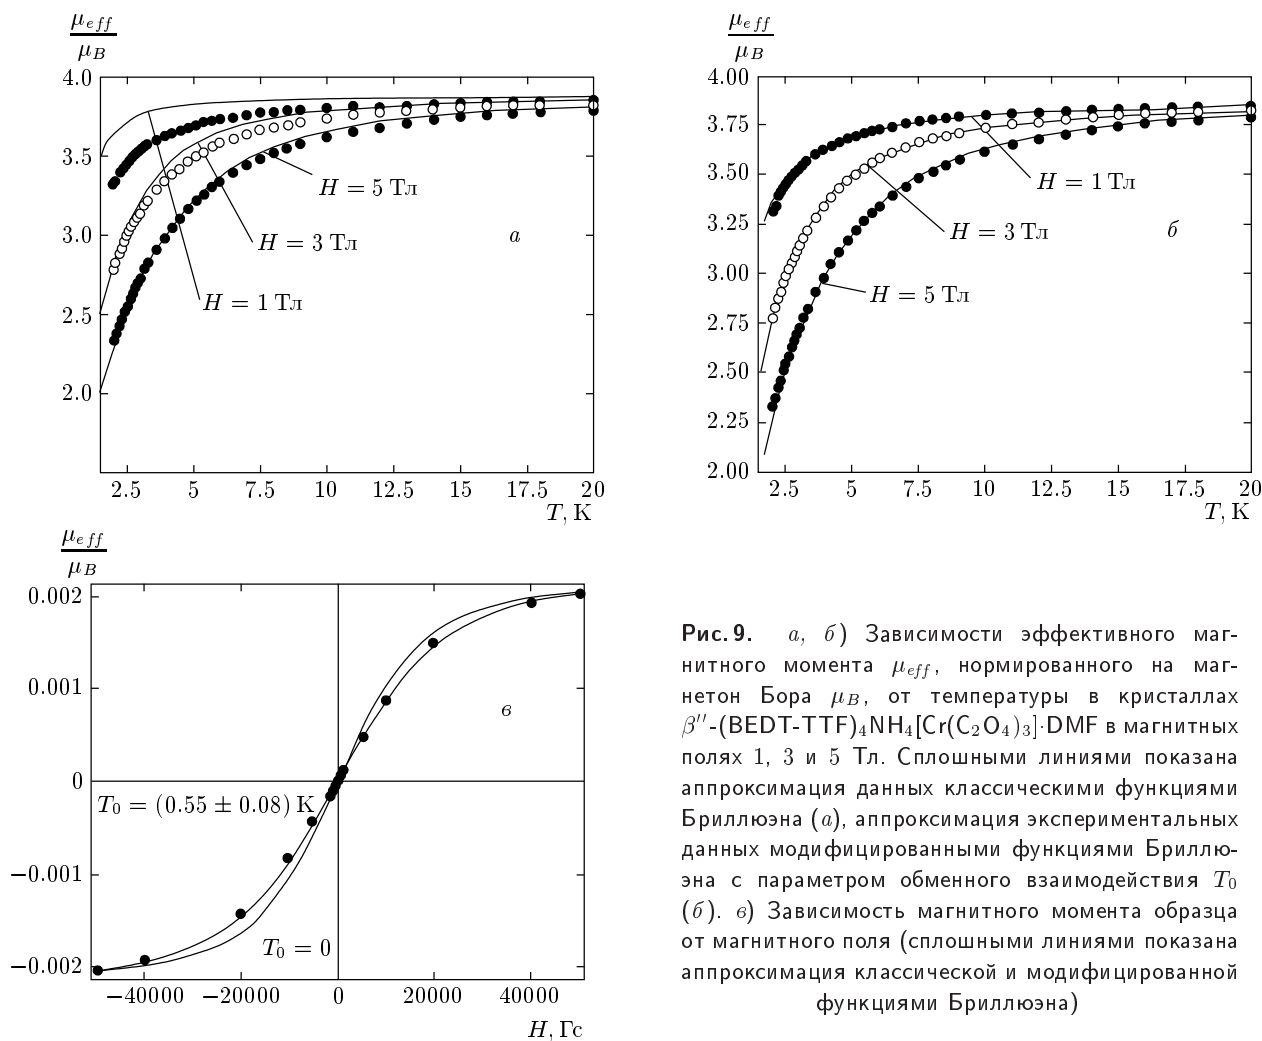 μ_eff
μ_B
4.0
3.5
3.0
2.5
2.0
H = 5 Тл
H = 3 Тл
H = 1 Тл
а
2.5 5 7.5 10 12.5 15 17.5 20
T, К
μ_eff
μ_B
4.00
3.75
3.50
3.25
3.00
2.75
2.50
2.25
2.00
H = 1 Тл
H = 3 Тл
H = 5 Тл
б
2.5 5 7.5 10 12.5 15 17.5 20
T, К
μ_eff
μ_B
0.002
0.001
0
−0.001
−0.002
в
T₀ = (0.55 ± 0.08) К
T₀ = 0
−40000 −20000 0 20000 40000
H, Гс
Рис. 9. а, б) Зависимости эффективного маг-
нитного момента μ_eff, нормированного на маг-
нетон Бора μ_B, от температуры в кристаллах
β′′-(BEDT-TTF)₄NH₄[Cr(C₂O₄)₃]·DMF в магнитных
полях 1, 3 и 5 Тл. Сплошными линиями показана
аппроксимация данных классическими функциями
Бриллюэна (а), аппроксимация экспериментальных
данных модифицированными функциями Бриллю-
эна с параметром обменного взаимодействия T₀
(б). в) Зависимость магнитного момента образца
от магнитного поля (сплошными линиями показана
аппроксимация классической и модифицированной
функциями Бриллюэна)